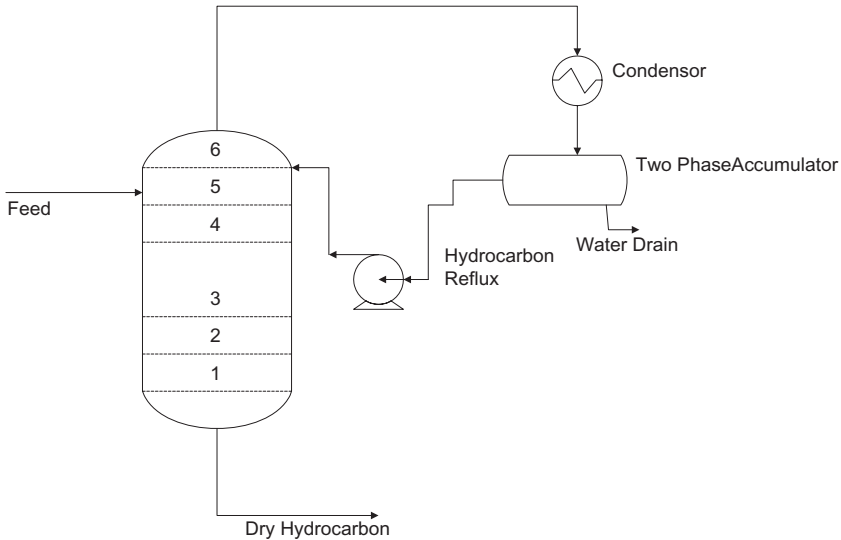 Condensor
6
Two PhaseAccumulator
5
Feed
4
Water Drain
Hydrocarbon
Reflux
3
2
1
Dry Hydrocarbon